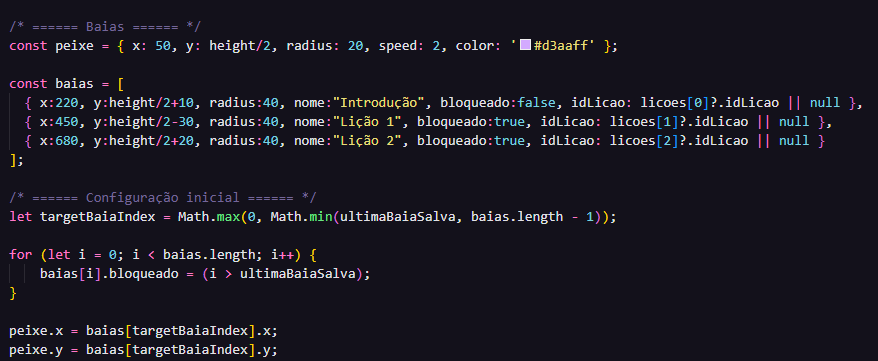 /* ====== Baias ====== */
const peixe = { x: 50, y: height/2, radius: 20, speed: 2, color: '#d3aaff' };
const baias = [
{ x:220, y:height/2+10, radius:40, nome:"Introdução", bloqueado:false, idLicao: licoes[0]?.idLicao || null },
{ x:450, y:height/2-30, radius:40, nome:"Lição 1", bloqueado:true, idLicao: licoes[1]?.idLicao || null },
{ x:680, y:height/2+20, radius:40, nome:"Lição 2", bloqueado:true, idLicao: licoes[2]?.idLicao || null }
];
/* ====== Configuração inicial ====== */
let targetBaiaIndex = Math.max(0, Math.min(ultimaBaiaSalva, baias.length - 1));
for (let i = 0; i < baias.length; i++) {
baias[i].bloqueado = (i > ultimaBaiaSalva);
}
peixe.x = baias[targetBaiaIndex].x;
peixe.y = baias[targetBaiaIndex].y;